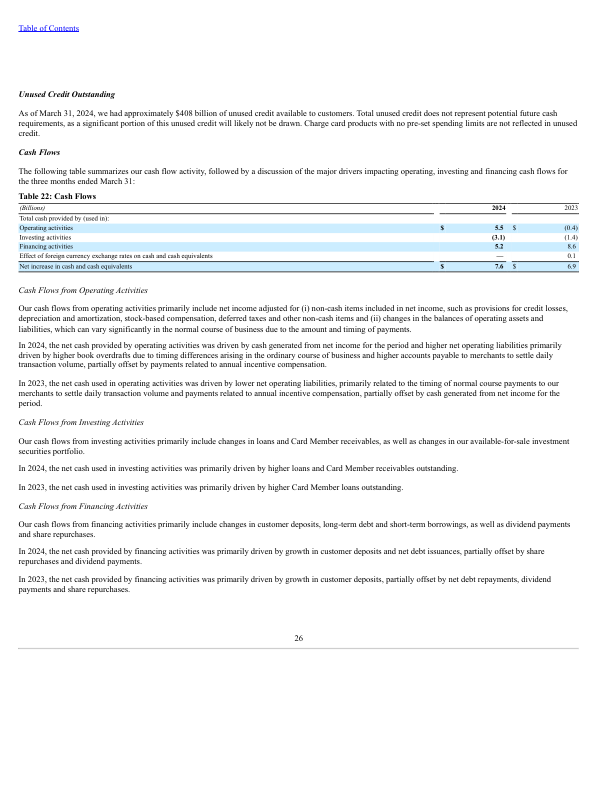 Table of Contents
Unused Credit Outstanding
As of March 31, 2024, we had approximately $408 billion of unused credit available to customers. Total unused credit does not represent potential future cash
requirements, as a significant portion of this unused credit will likely not be drawn. Charge card products with no pre-set spending limits are not reflected in unused
credit.
Cash Flows
The following table summarizes our cash flow activity, followed by a discussion of the major drivers impacting operating, investing and financing cash flows for
the three months ended March 31:
Table 22: Cash Flows
(Billions) 2024 2023
Total cash provided by (used in):
Operating activities $ 5.5 $ (0.4)
Investing activities (3.1) (1.4)
Financing activities 5.2 8.6
Effect of foreign currency exchange rates on cash and cash equivalents — 0.1
Net increase in cash and cash equivalents $ 7.6 $ 6.9
Cash Flows from Operating Activities
Our cash flows from operating activities primarily include net income adjusted for (i) non-cash items included in net income, such as provisions for credit losses,
depreciation and amortization, stock-based compensation, deferred taxes and other non-cash items and (ii) changes in the balances of operating assets and
liabilities, which can vary significantly in the normal course of business due to the amount and timing of payments.
In 2024, the net cash provided by operating activities was driven by cash generated from net income for the period and higher net operating liabilities primarily
driven by higher book overdrafts due to timing differences arising in the ordinary course of business and higher accounts payable to merchants to settle daily
transaction volume, partially offset by payments related to annual incentive compensation.
In 2023, the net cash used in operating activities was driven by lower net operating liabilities, primarily related to the timing of normal course payments to our
merchants to settle daily transaction volume and payments related to annual incentive compensation, partially offset by cash generated from net income for the
period.
Cash Flows from Investing Activities
Our cash flows from investing activities primarily include changes in loans and Card Member receivables, as well as changes in our available-for-sale investment
securities portfolio.
In 2024, the net cash used in investing activities was primarily driven by higher loans and Card Member receivables outstanding.
In 2023, the net cash used in investing activities was primarily driven by higher Card Member loans outstanding.
Cash Flows from Financing Activities
Our cash flows from financing activities primarily include changes in customer deposits, long-term debt and short-term borrowings, as well as dividend payments
and share repurchases.
In 2024, the net cash provided by financing activities was primarily driven by growth in customer deposits and net debt issuances, partially offset by share
repurchases and dividend payments.
In 2023, the net cash provided by financing activities was primarily driven by growth in customer deposits, partially offset by net debt repayments, dividend
payments and share repurchases.
26